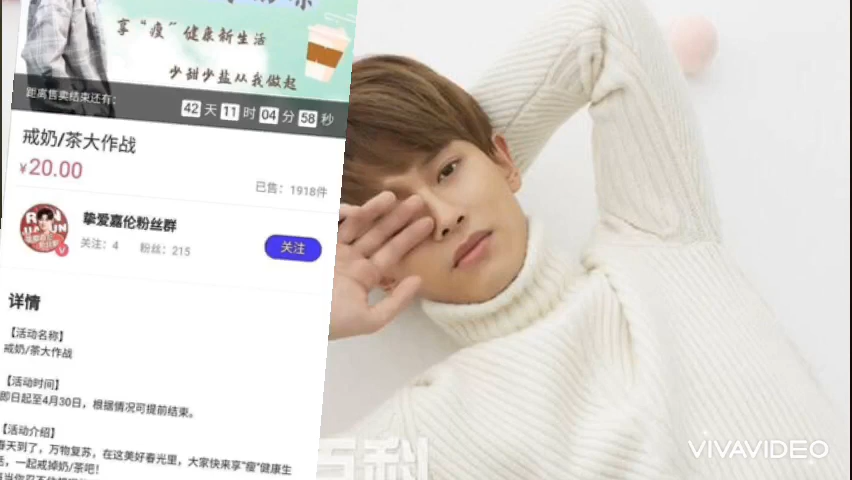 享“瘦”健康新生活
少甜少盐从我做起
距离售卖结束还有：
42 天 11 时 04 分 58 秒
戒奶/茶大作战
¥20.00
已售：1918件
挚爱嘉伦粉丝群
关注：4 粉丝：215
关注
详情
【活动名称】
戒奶/茶大作战
【活动时间】
即日起至4月30日，根据情况可提前结束。
【活动介绍】
春天到了，万物复苏，在这美好春光里，大家快来享“瘦”健康生
活，一起戒掉奶/茶吧！
VIVAVIDEO